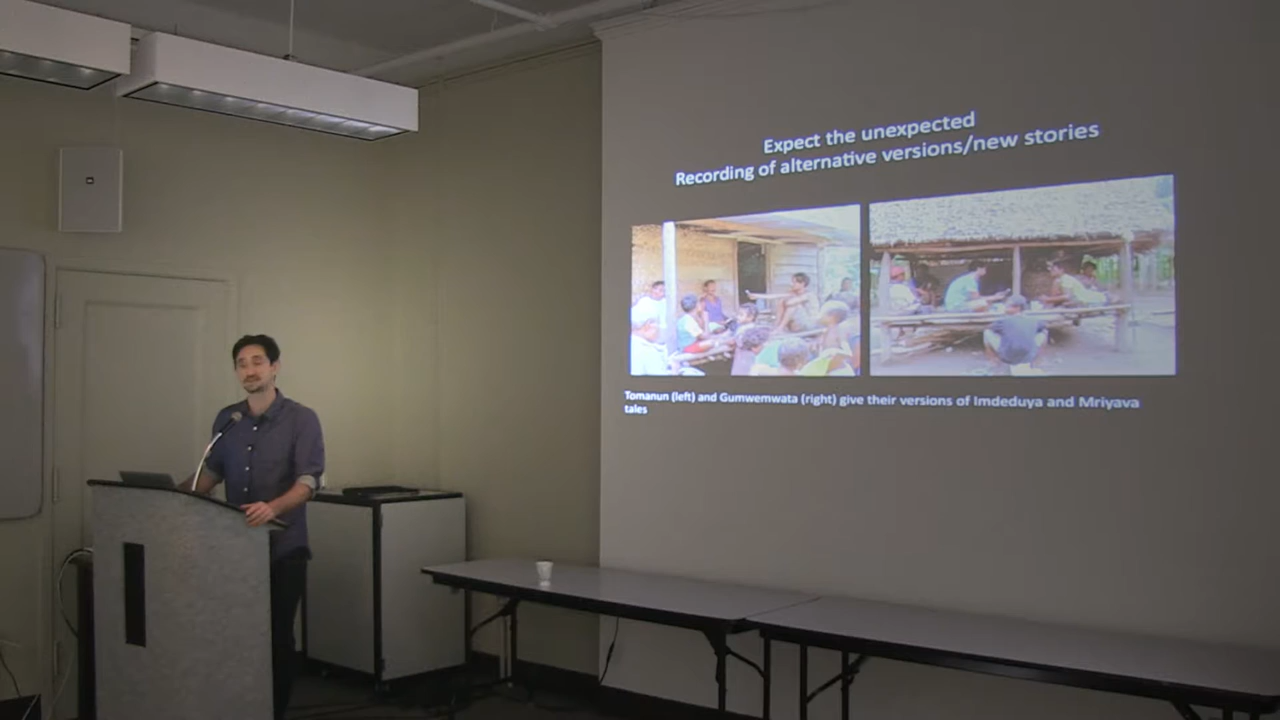 Expect the unexpected
Recording of alternative versions/new stories
Tomanun (left) and Gumwemwata (right) give their versions of Imdeduya and Mriyava
tales